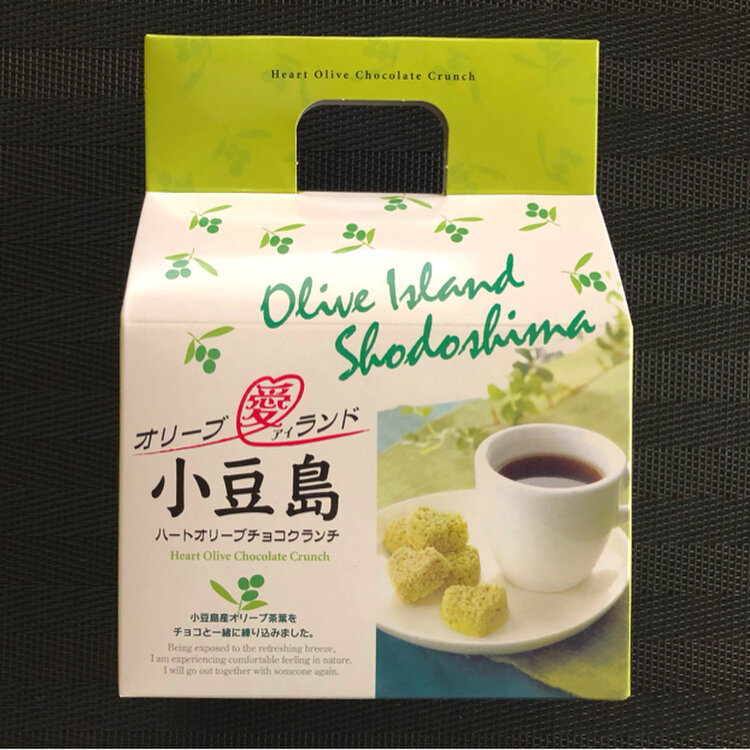 Heart Olive Chocolate Crunch
Olive Island
Shodoshima
オリーブ愛ランド
アイ
小豆島
ハートオリーブチョコクランチ
Heart Olive Chocolate Crunch
小豆島産オリーブ茶葉を
チョコと一緒に練り込みました。
Being exposed to the refreshing breeze,
I am experiencing comfortable feeling in nature.
I will go out together with someone again.